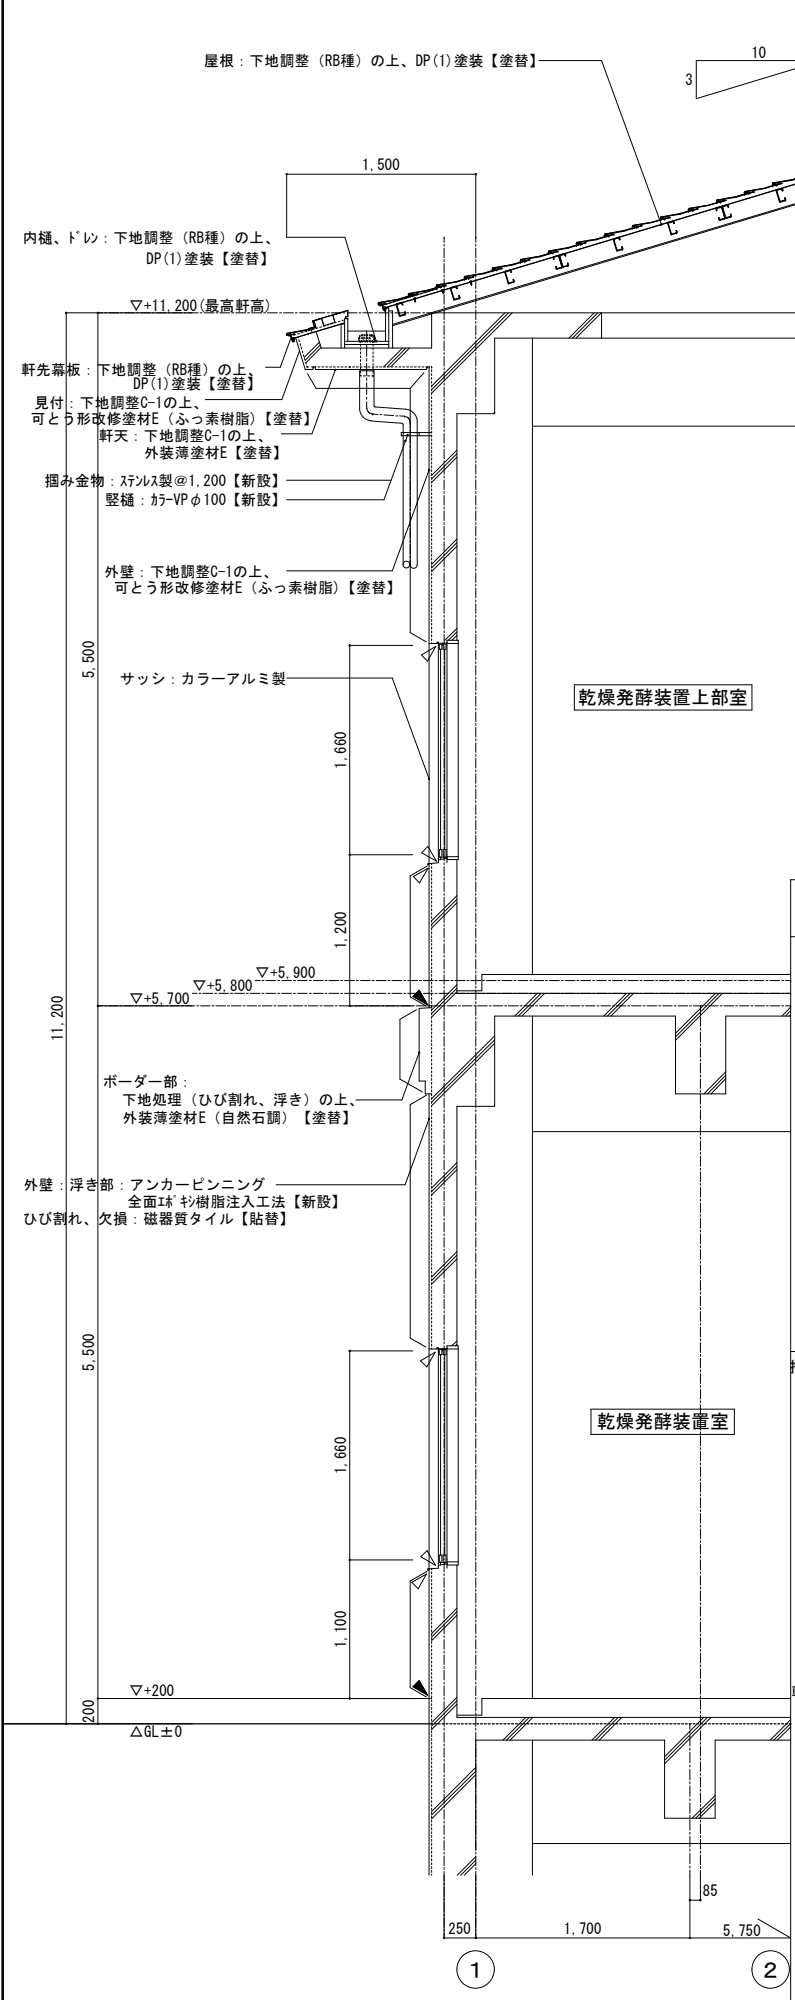 屋根：下地調整（RB種）の上、DP(1)塗装【塗替】
10
3
1,500
内樋、ﾄﾞﾚﾝ：下地調整（RB種）の上、
DP(1)塗装【塗替】
▽+11,200(最高軒高)
軒先幕板：下地調整（RB種）の上、
DP(1)塗装【塗替】
見付：下地調整C-1の上、
可とう形改修塗材E（ふっ素樹脂）【塗替】
軒天：下地調整C-1の上、
外装薄塗材E【塗替】
掴み金物：ｽﾃﾝﾚｽ製@1,200【新設】
竪樋：ｶﾗｰVPφ100【新設】
外壁：下地調整C-1の上、
可とう形改修塗材E（ふっ素樹脂）【塗替】
5,500
サッシ：カラーアルミ製
乾燥発酵装置上部室
1,660
1,200
▽+5,900
▽+5,800
▽+5,700
11,200
ボーダー部：
下地処理（ひび割れ、浮き）の上、
外装薄塗材E（自然石調）【塗替】
外壁：浮き部：アンカーピンニング
全面ｴﾎﾟｷｼ樹脂注入工法【新設】
ひび割れ、欠損：磁器質タイル【貼替】
5,500
1,660
乾燥発酵装置室
1,100
▽+200
200
△GL±0
85
250
1,700
5,750
1
2